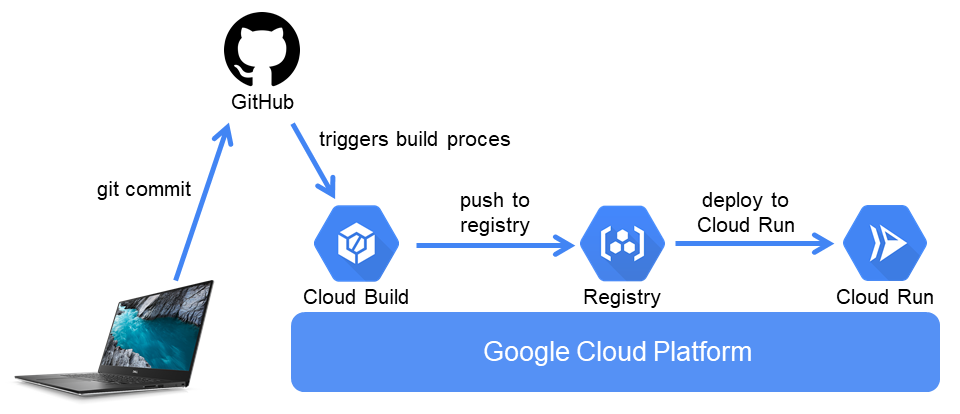 GitHub
triggers build proces
git commit
push to
registry
deploy to
Cloud Run
Cloud Build
Registry
Cloud Run
Google Cloud Platform